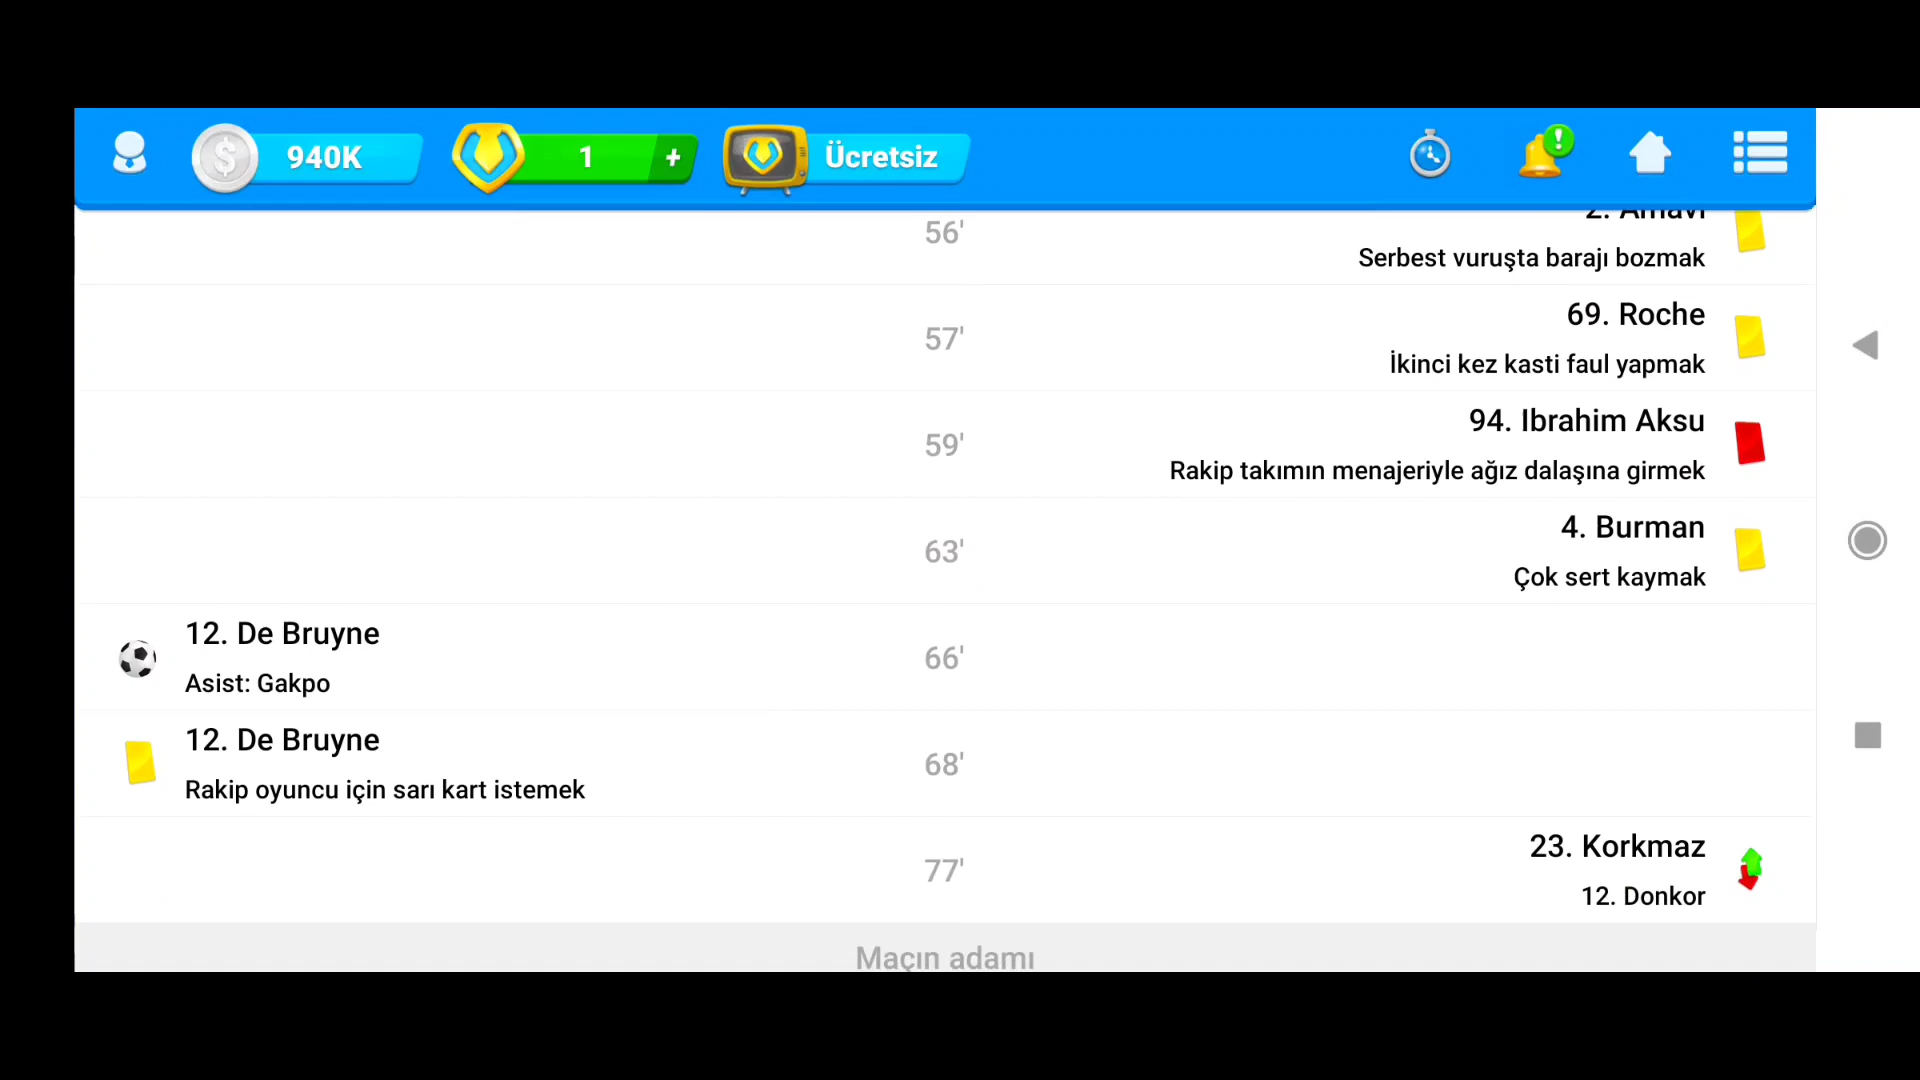 940K
1
+
Ücretsiz
56'
2. Amavi
Serbest vuruşta barajı bozmak
57'
69. Roche
İkinci kez kasti faul yapmak
59'
94. Ibrahim Aksu
Rakip takımın menajeriyle ağız dalaşına girmek
63'
4. Burman
Çok sert kaymak
12. De Bruyne
66'
Asist: Gakpo
12. De Bruyne
68'
Rakip oyuncu için sarı kart istemek
77'
23. Korkmaz
12. Donkor
Maçın adamı